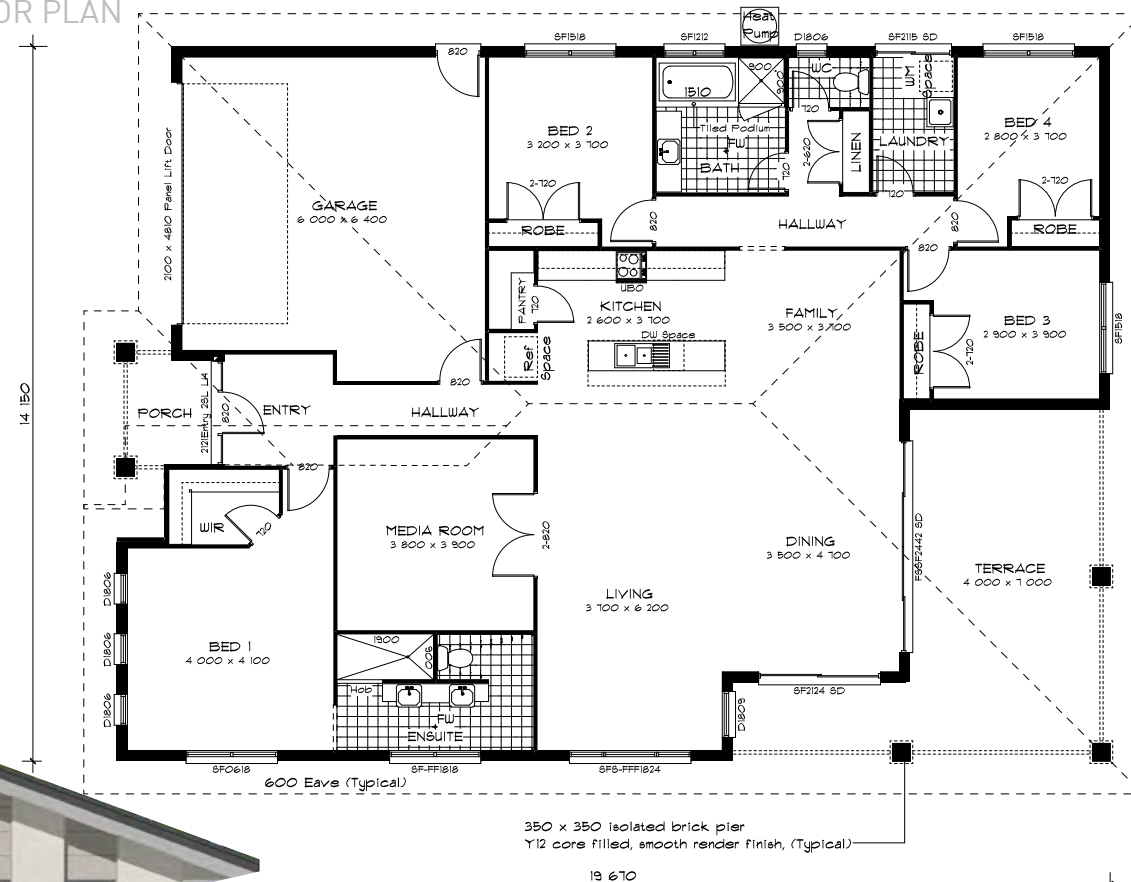 OR PLAN
Heat
Pump
SF1518
SF1212
D1806
SF2115 SD
SF1518
820
900
900
WC
WM
Space
1510
720
BED 2
3 200 x 3 700
Tiled Podium
FW
BATH
720
2-620
LINEN
LAUNDRY
720
BED 4
2 800 x 3 700
2100 x 4810 Panel Lift Door
GARAGE
6 000 x 6 400
2-720
ROBE
820
HALLWAY
820
2-720
ROBE
820
PANTRY
720
UBO
KITCHEN
2 600 x 3 700
DW Space
FAMILY
3 500 x 3 700
BED 3
2 900 x 3 900
SF1518
ROBE
2-720
Ref
Space
820
14 150
PORCH
2121Entry 2SL LH
820
ENTRY
HALLWAY
820
WIR
720
MEDIA ROOM
3 800 x 3 900
2-820
DINING
3 500 x 4 700
FSSF2442 SD
TERRACE
4 000 x 7 000
LIVING
3 700 x 6 200
D1806
D1806
D1806
BED 1
4 000 x 4 100
1900
900
Hob
FW
ENSUITE
SF2124 SD
D1809
SF0618
SF-FF1818
SFS-FFF1824
600 Eave (Typical)
350 x 350 isolated brick pier
Y12 core filled, smooth render finish, (Typical)
19 670